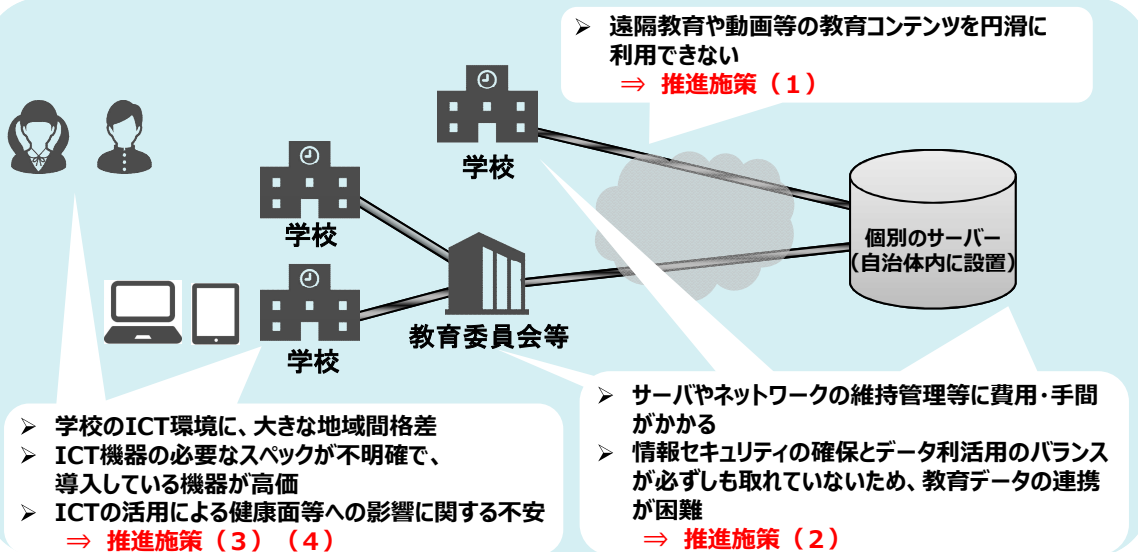 ➢ 遠隔教育や動画等の教育コンテンツを円滑に
利用できない
⇒ 推進施策（１）
学校
学校
個別のサーバー
（自治体内に設置）
学校
教育委員会等
➢ 学校のICT環境に、大きな地域間格差
➢ ICT機器の必要なスペックが不明確で、
導入している機器が高価
➢ ICTの活用による健康面等への影響に関する不安
⇒ 推進施策（３）（４）
➢ サーバやネットワークの維持管理等に費用・手間
がかかる
➢ 情報セキュリティの確保とデータ利活用のバランス
が必ずしも取れていないため、教育データの連携
が困難
⇒ 推進施策（２）